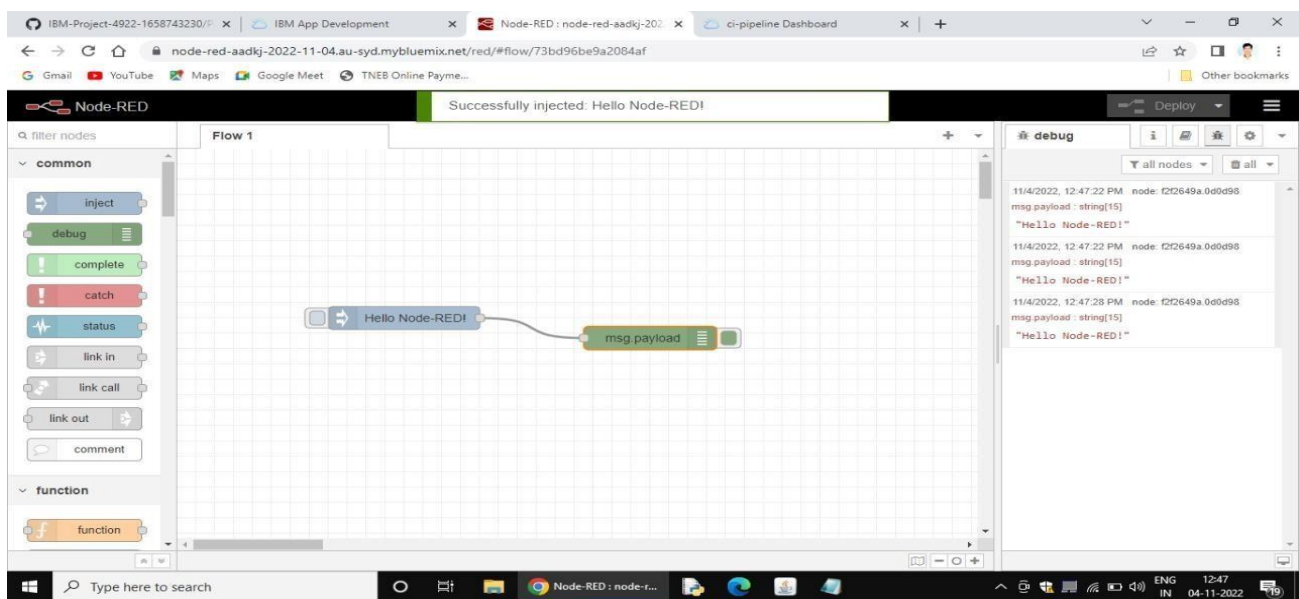 IBM-Project-4922-1658743230/P
IBM App Development
Node-RED : node-red-aadkj-202
ci-pipeline Dashboard
node-red-aadkj-2022-11-04.au-syd.mybluemix.net/red/#flow/73bd96be9a2084af
Gmail YouTube Maps Google Meet TNEB Online Payme... Other bookmarks
Node-RED
Successfully injected: Hello Node-RED!
Deploy
filter nodes
Flow 1
debug
all nodes
all
common
inject
debug
complete
catch
status
link in
link call
link out
comment
function
function
Hello Node-RED!
msg.payload
11/4/2022, 12:47:22 PM node: f2f2649a.0d0d98
msg.payload : string[15]
"Hello Node-RED!"
11/4/2022, 12:47:22 PM node: f2f2649a.0d0d98
msg.payload : string[15]
"Hello Node-RED!"
11/4/2022, 12:47:28 PM node: f2f2649a.0d0d98
msg.payload : string[15]
"Hello Node-RED!"
Type here to search
Node-RED : node-r...
ENG
IN
12:47
04-11-2022
19